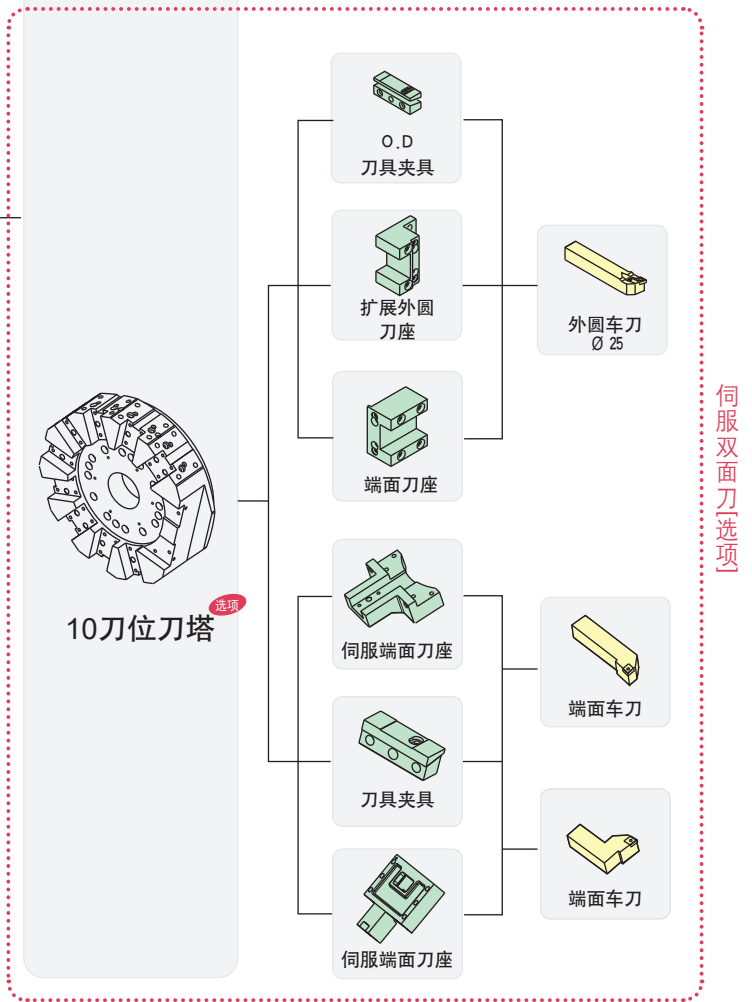 O.D
刀具夹具
扩展外圆
刀座
外圆车刀
Ø 25
端面刀座
伺服双面刀[选项]
选项
10刀位刀塔
伺服端面刀座
端面车刀
刀具夹具
端面车刀
伺服端面刀座